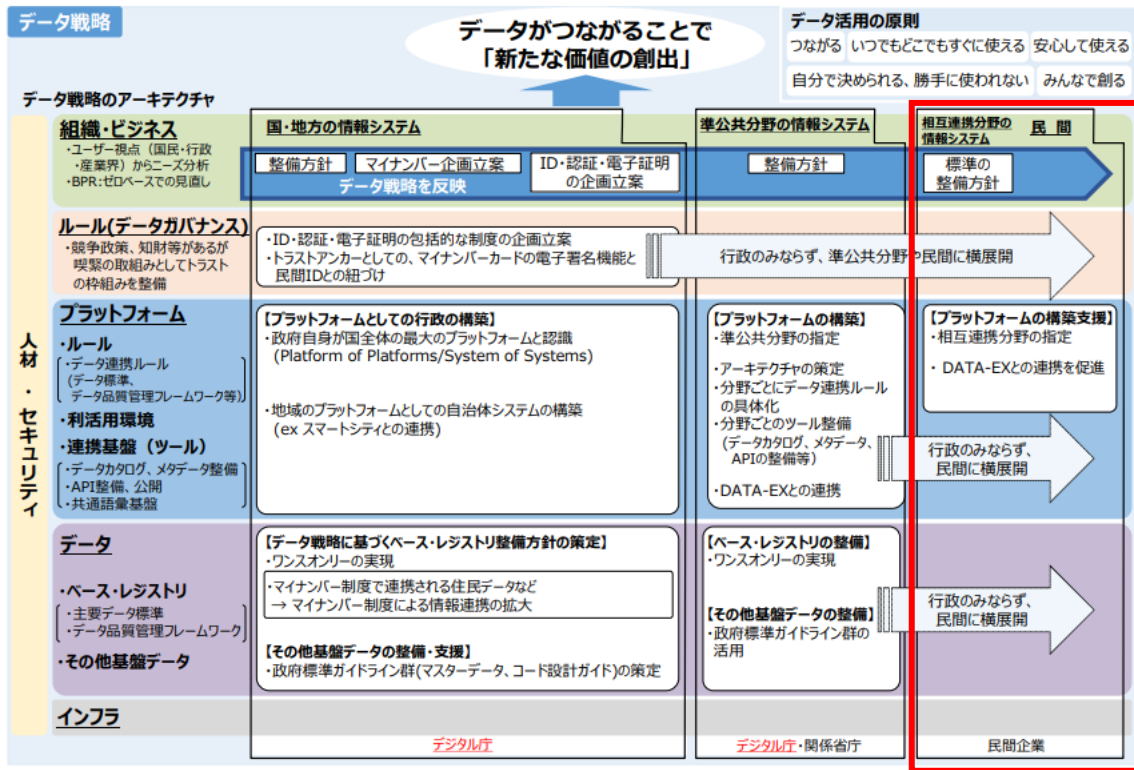 データ戦略
データがつながることで
「新たな価値の創出」
データ活用の原則
つながる いつでもどこでもすぐに使える 安心して使える
自分で決められる、勝手に使われない みんなで創る
データ戦略のアーキテクチャ
人材・セキュリティ
組織・ビジネス
・ユーザー視点（国民・行政
・産業界）からニーズ分析
・BPR:ゼロベースでの見直し
国・地方の情報システム
整備方針
マイナンバー企画立案
ID・認証・電子証明
の企画立案
データ戦略を反映
準公共分野の情報システム
整備方針
相互連携分野の
情報システム
民 間
標準の
整備方針
ルール(データガバナンス)
・競争政策、知財等があるが
喫緊の取組みとしてトラスト
の枠組みを整備
・ID・認証・電子証明の包括的な制度の企画立案
・トラストアンカーとしての、マイナンバーカードの電子署名機能と
民間IDとの紐づけ
行政のみならず、準公共分野や民間に横展開
プラットフォーム
・ルール
・データ連携ルール
(データ標準、
データ品質管理フレームワーク等)
・利活用環境
・連携基盤（ツール）
・データカタログ、メタデータ整備
・API整備、公開
・共通語彙基盤
【プラットフォームとしての行政の構築】
・政府自身が国全体の最大のプラットフォームと認識
(Platform of Platforms/System of Systems)
・地域のプラットフォームとしての自治体システムの構築
(ex スマートシティとの連携)
【プラットフォームの構築】
・準公共分野の指定
・アーキテクチャの策定
・分野ごとにデータ連携ルール
の具体化
・分野ごとのツール整備
(データカタログ、メタデータ、
APIの整備等)
・DATA-EXとの連携
【プラットフォームの構築支援】
・相互連携分野の指定
・ DATA-EXとの連携を促進
行政のみならず、
民間に横展開
データ
・ベース・レジストリ
・主要データ標準
・データ品質管理フレームワーク
・その他基盤データ
【データ戦略に基づくベース・レジストリ整備方針の策定】
・ワンスオンリーの実現
・マイナンバー制度で連携される住民データなど
→ マイナンバー制度による情報連携の拡大
【その他基盤データの整備・支援】
・政府標準ガイドライン群(マスターデータ、コード設計ガイド)の策定
【ベース・レジストリの整備】
・ワンスオンリーの実現
【その他基盤データの整備】
・政府標準ガイドライン群の
活用
行政のみならず、
民間に横展開
インフラ
デジタル庁
デジタル庁・関係省庁
民間企業